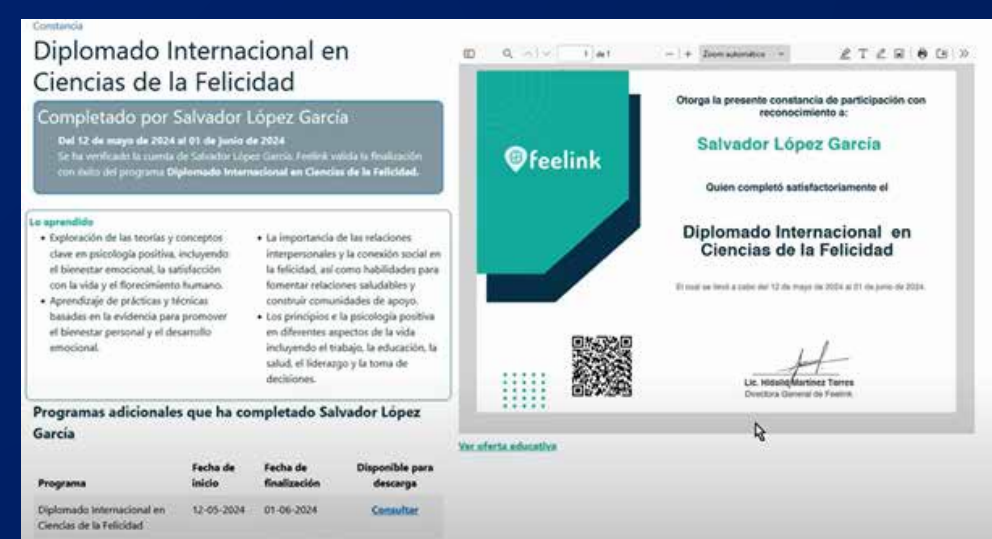 Constancia
Diplomado Internacional en
Ciencias de la Felicidad
Completado por Salvador López García
Del 12 de mayo de 2024 al 01 de junio de 2024
Se ha verificado la cuenta de Salvador López García. Feelink valida la finalización
con éxito del programa Diplomado Internacional en Ciencias de la Felicidad.
Lo aprendido
• Exploración de las teorías y conceptos
clave en psicología positiva, incluyendo
el bienestar emocional, la satisfacción
con la vida y el florecimiento humano.
• Aprendizaje de prácticas y técnicas
basadas en la evidencia para promover
el bienestar personal y el desarrollo
emocional.
• La importancia de las relaciones
interpersonales y la conexión social en
la felicidad, así como habilidades para
fomentar relaciones saludables y
construir comunidades de apoyo.
• Los principios e la psicología positiva
en diferentes aspectos de la vida
incluyendo el trabajo, la educación, la
salud, el liderazgo y la toma de
decisiones.
Programas adicionales que ha completado Salvador López
García
Programa Fecha de inicio Fecha de finalización Disponible para descarga
Diplomado Internacional en 12-05-2024 01-06-2024 Consultar
Ciencias de la Felicidad
1 de 1 Zoom automático
feelink
Otorga la presente constancia de participación con
reconocimiento a:
Salvador López García
Quien completó satisfactoriamente el
Diplomado Internacional en
Ciencias de la Felicidad
El cual se llevó a cabo del 12 de mayo de 2024 al 01 de junio de 2024.
Lic. Martínez Torres
Directora General de Feelink
Ver oferta educativa